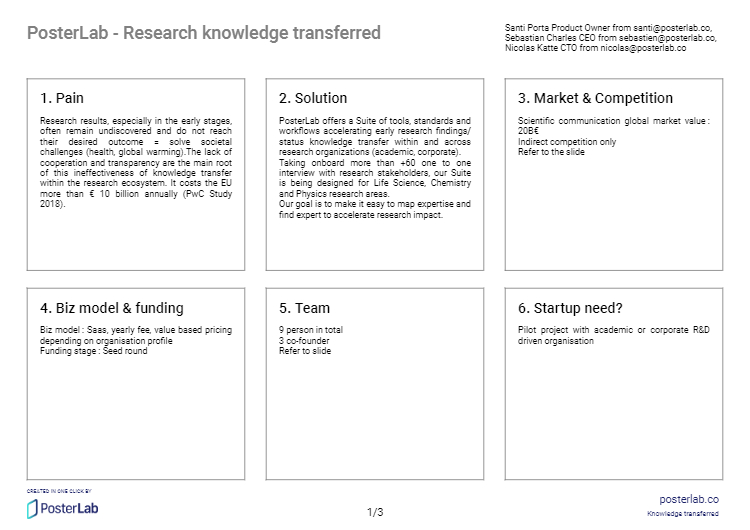 PosterLab - Research knowledge transferred
Santi Porta Product Owner from santi@posterlab.co,
Sebastian Charles CEO from sebastien@posterlab.co,
Nicolas Katte CTO from nicolas@posterlab.co
1. Pain
Research results, especially in the early stages,
often remain undiscovered and do not reach
their desired outcome = solve societal
challenges (health, global warming).The lack of
cooperation and transparency are the main root
of this ineffectiveness of knowledge transfer
within the research ecosystem. It costs the EU
more than € 10 billion annually (PwC Study
2018).
2. Solution
PosterLab offers a Suite of tools, standards and
workflows accelerating early research findings/
status knowledge transfer within and across
research organizations (academic, corporate).
Taking onboard more than +60 one to one
interview with research stakeholders, our Suite
is being designed for Life Science, Chemistry
and Physics research areas.
Our goal is to make it easy to map expertise and
find expert to accelerate research impact.
3. Market & Competition
Scientific communication global market value :
20B€
Indirect competition only
Refer to the slide
4. Biz model & funding
Biz model : Saas, yearly fee, value based pricing
depending on organisation profile
Funding stage : Seed round
5. Team
9 person in total
3 co-founder
Refer to slide
6. Startup need?
Pilot project with academic or corporate R&D
driven organisation
CREATED IN ONE CLICK BY
PosterLab
1/3
posterlab.co
Knowledge transferred